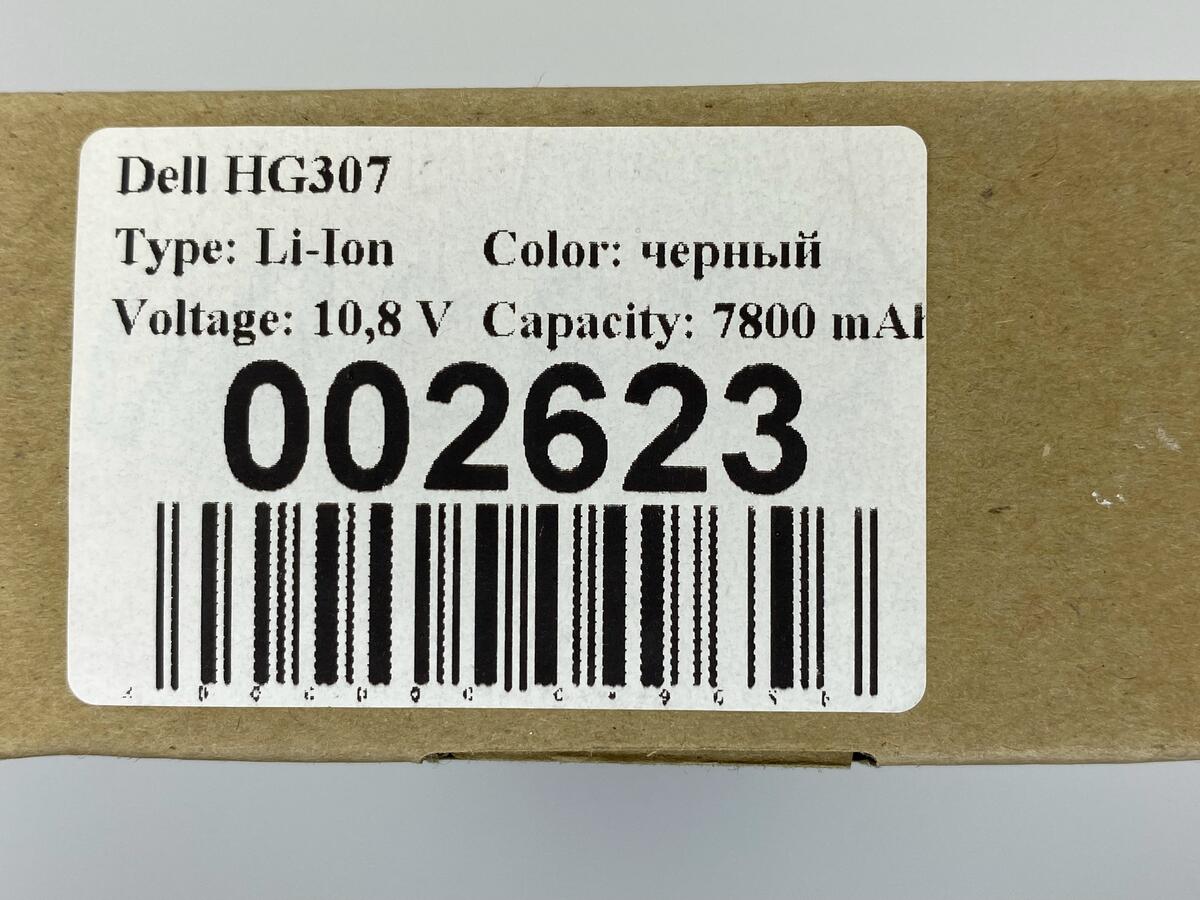 Dell HG307
Type: Li-Ion Color: черный
Voltage: 10,8 V Capacity: 7800 mAh
002623